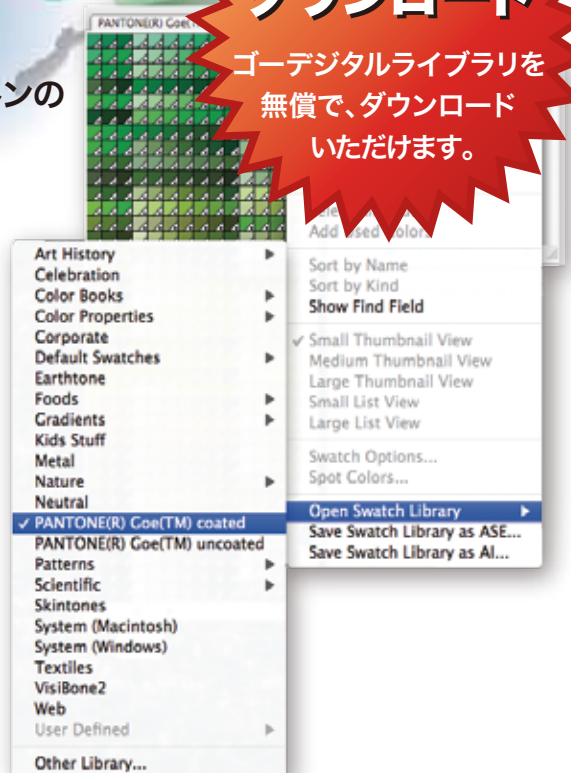 PANTONE(R) Goe(T
ンの
ダウンロード
ゴーデジタルライブラリを
無償で、ダウンロード
いただけます。
Add Used Colors
Sort by Name
Sort by Kind
Show Find Field
✓ Small Thumbnail View
Medium Thumbnail View
Large Thumbnail View
Small List View
Large List View
Swatch Options...
Spot Colors...
Open Swatch Library
Save Swatch Library as ASE...
Save Swatch Library as AI...
Art History
Celebration
Color Books
Color Properties
Corporate
Default Swatches
Earthtone
Foods
Gradients
Kids Stuff
Metal
Nature
Neutral
✓ PANTONE(R) Goe(TM) coated
PANTONE(R) Goe(TM) uncoated
Patterns
Scientific
Skintones
System (Macintosh)
System (Windows)
Textiles
VisiBone2
Web
User Defined
Other Library...